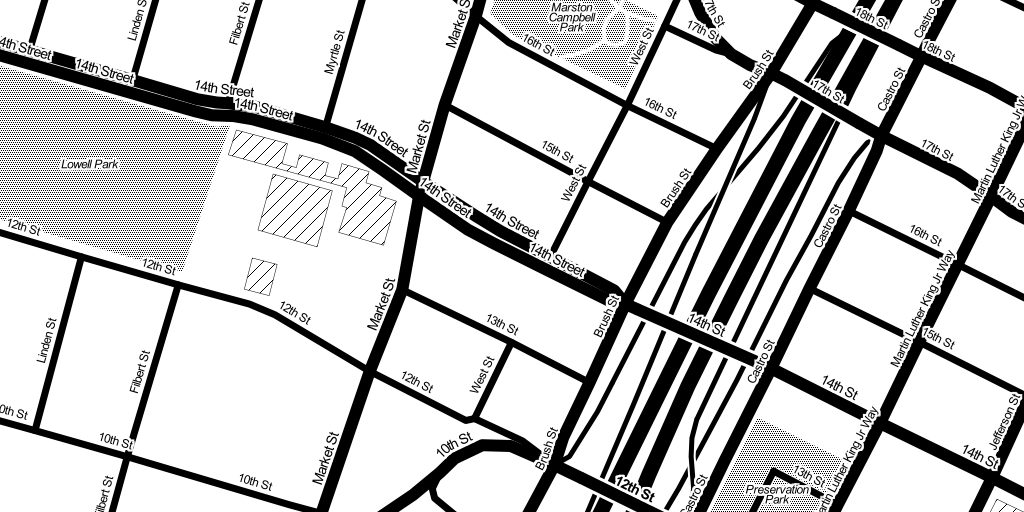 Linden St
Filbert St
Myrtle St
Market St
Marston
Campbell
Park
16th St
West St
17th St
17th St
18th St
Castro St
18th St
Brush St
17th St
Castro St
14th Street
14th Street
14th Street
14th Street
14th Street
Market St
16th St
15th St
17th St
Martin Luther King Jr Way
17th St
Lowell Park
14th Street
14th Street
14th Street
West St
Brush St
Castro St
16th St
Martin Luther King Jr Way
12th St
12th St
12th St
Market St
13th St
Brush St
14th St
15th St
Linden St
Filbert St
12th St
West St
Castro St
14th St
Jefferson St
10th St
10th St
10th St
Market St
10th St
Brush St
12th St
Castro St
Martin Luther King Jr Way
14th St
13th St
Preservation
Park
Filbert St